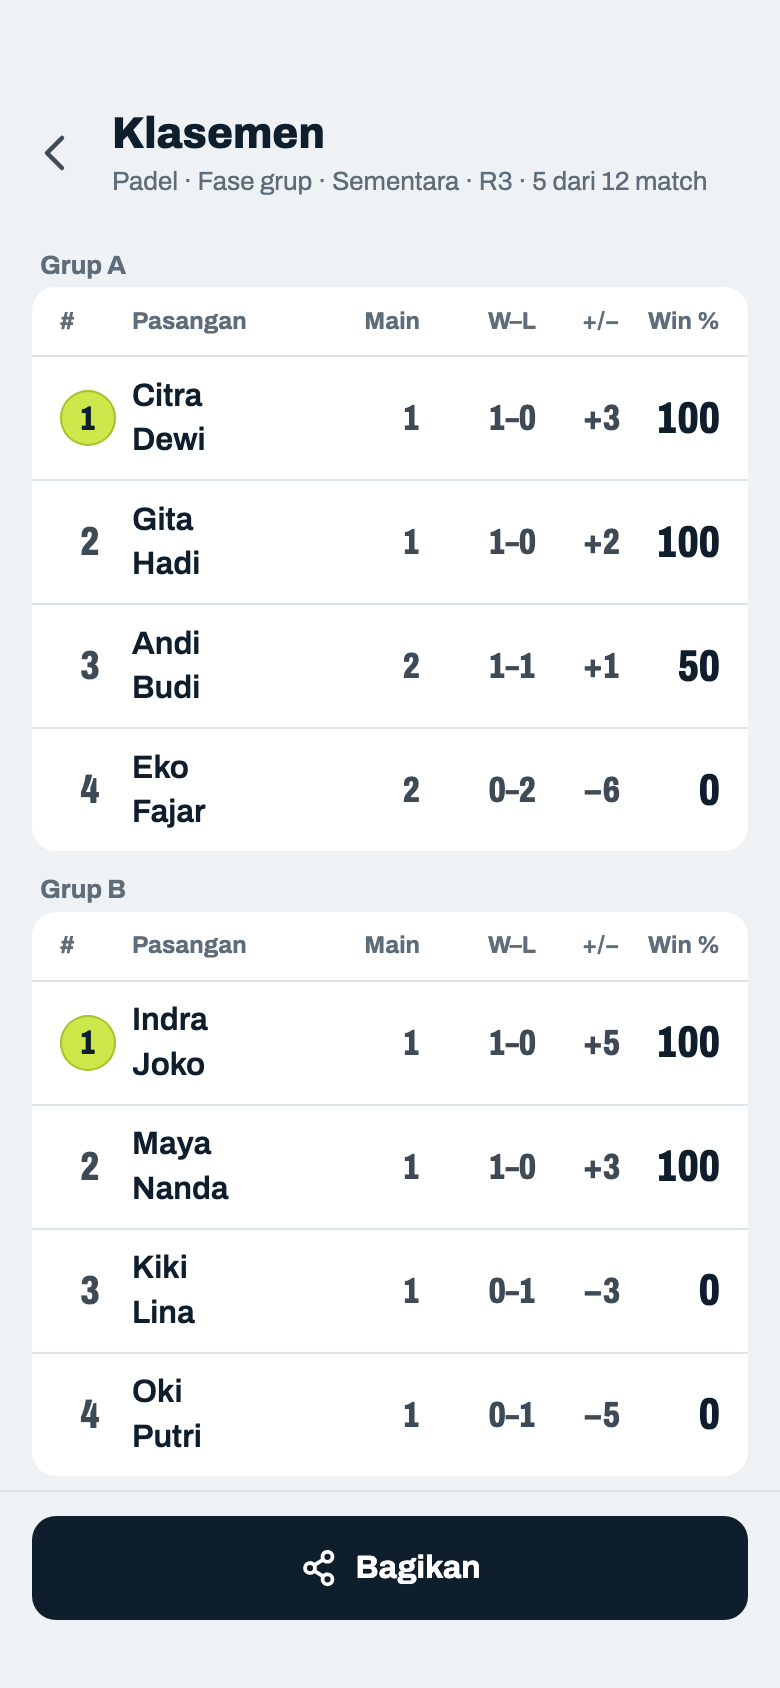 Klasemen
Padel · Fase grup · Sementara · R3 · 5 dari 12 match
Grup A
# Pasangan Main W–L +/– Win %
1 Citra Dewi 1 1–0 +3 100
2 Gita Hadi 1 1–0 +2 100
3 Andi Budi 2 1–1 +1 50
4 Eko Fajar 2 0–2 −6 0
Grup B
# Pasangan Main W–L +/– Win %
1 Indra Joko 1 1–0 +5 100
2 Maya Nanda 1 1–0 +3 100
3 Kiki Lina 1 0–1 −3 0
4 Oki Putri 1 0–1 −5 0
Bagikan